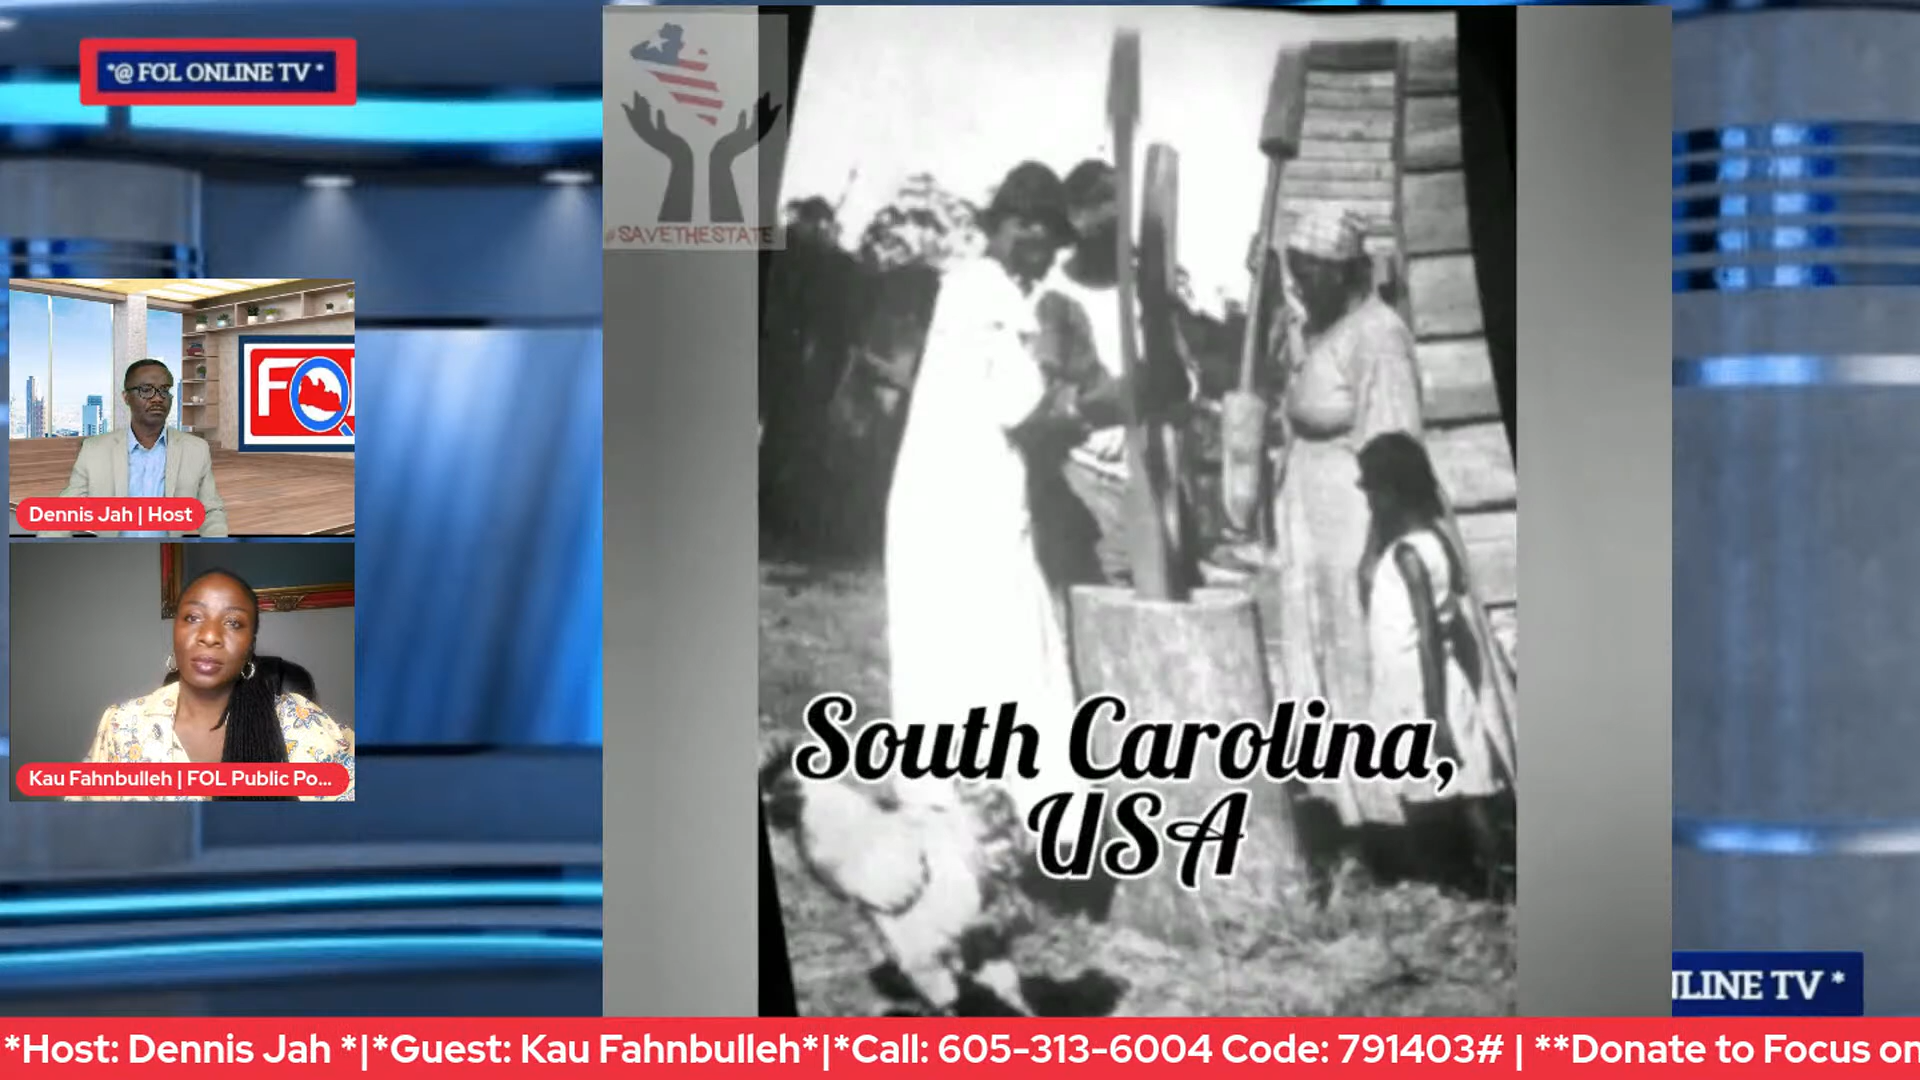 *@ FOL ONLINE TV *
#SAVETHESTATE
Dennis Jah | Host
Kau Fahnbulleh | FOL Public Po...
South Carolina,
USA
LINE TV *
*Host: Dennis Jah *|*Guest: Kau Fahnbulleh*|*Call: 605-313-6004 Code: 791403# | **Donate to Focus on